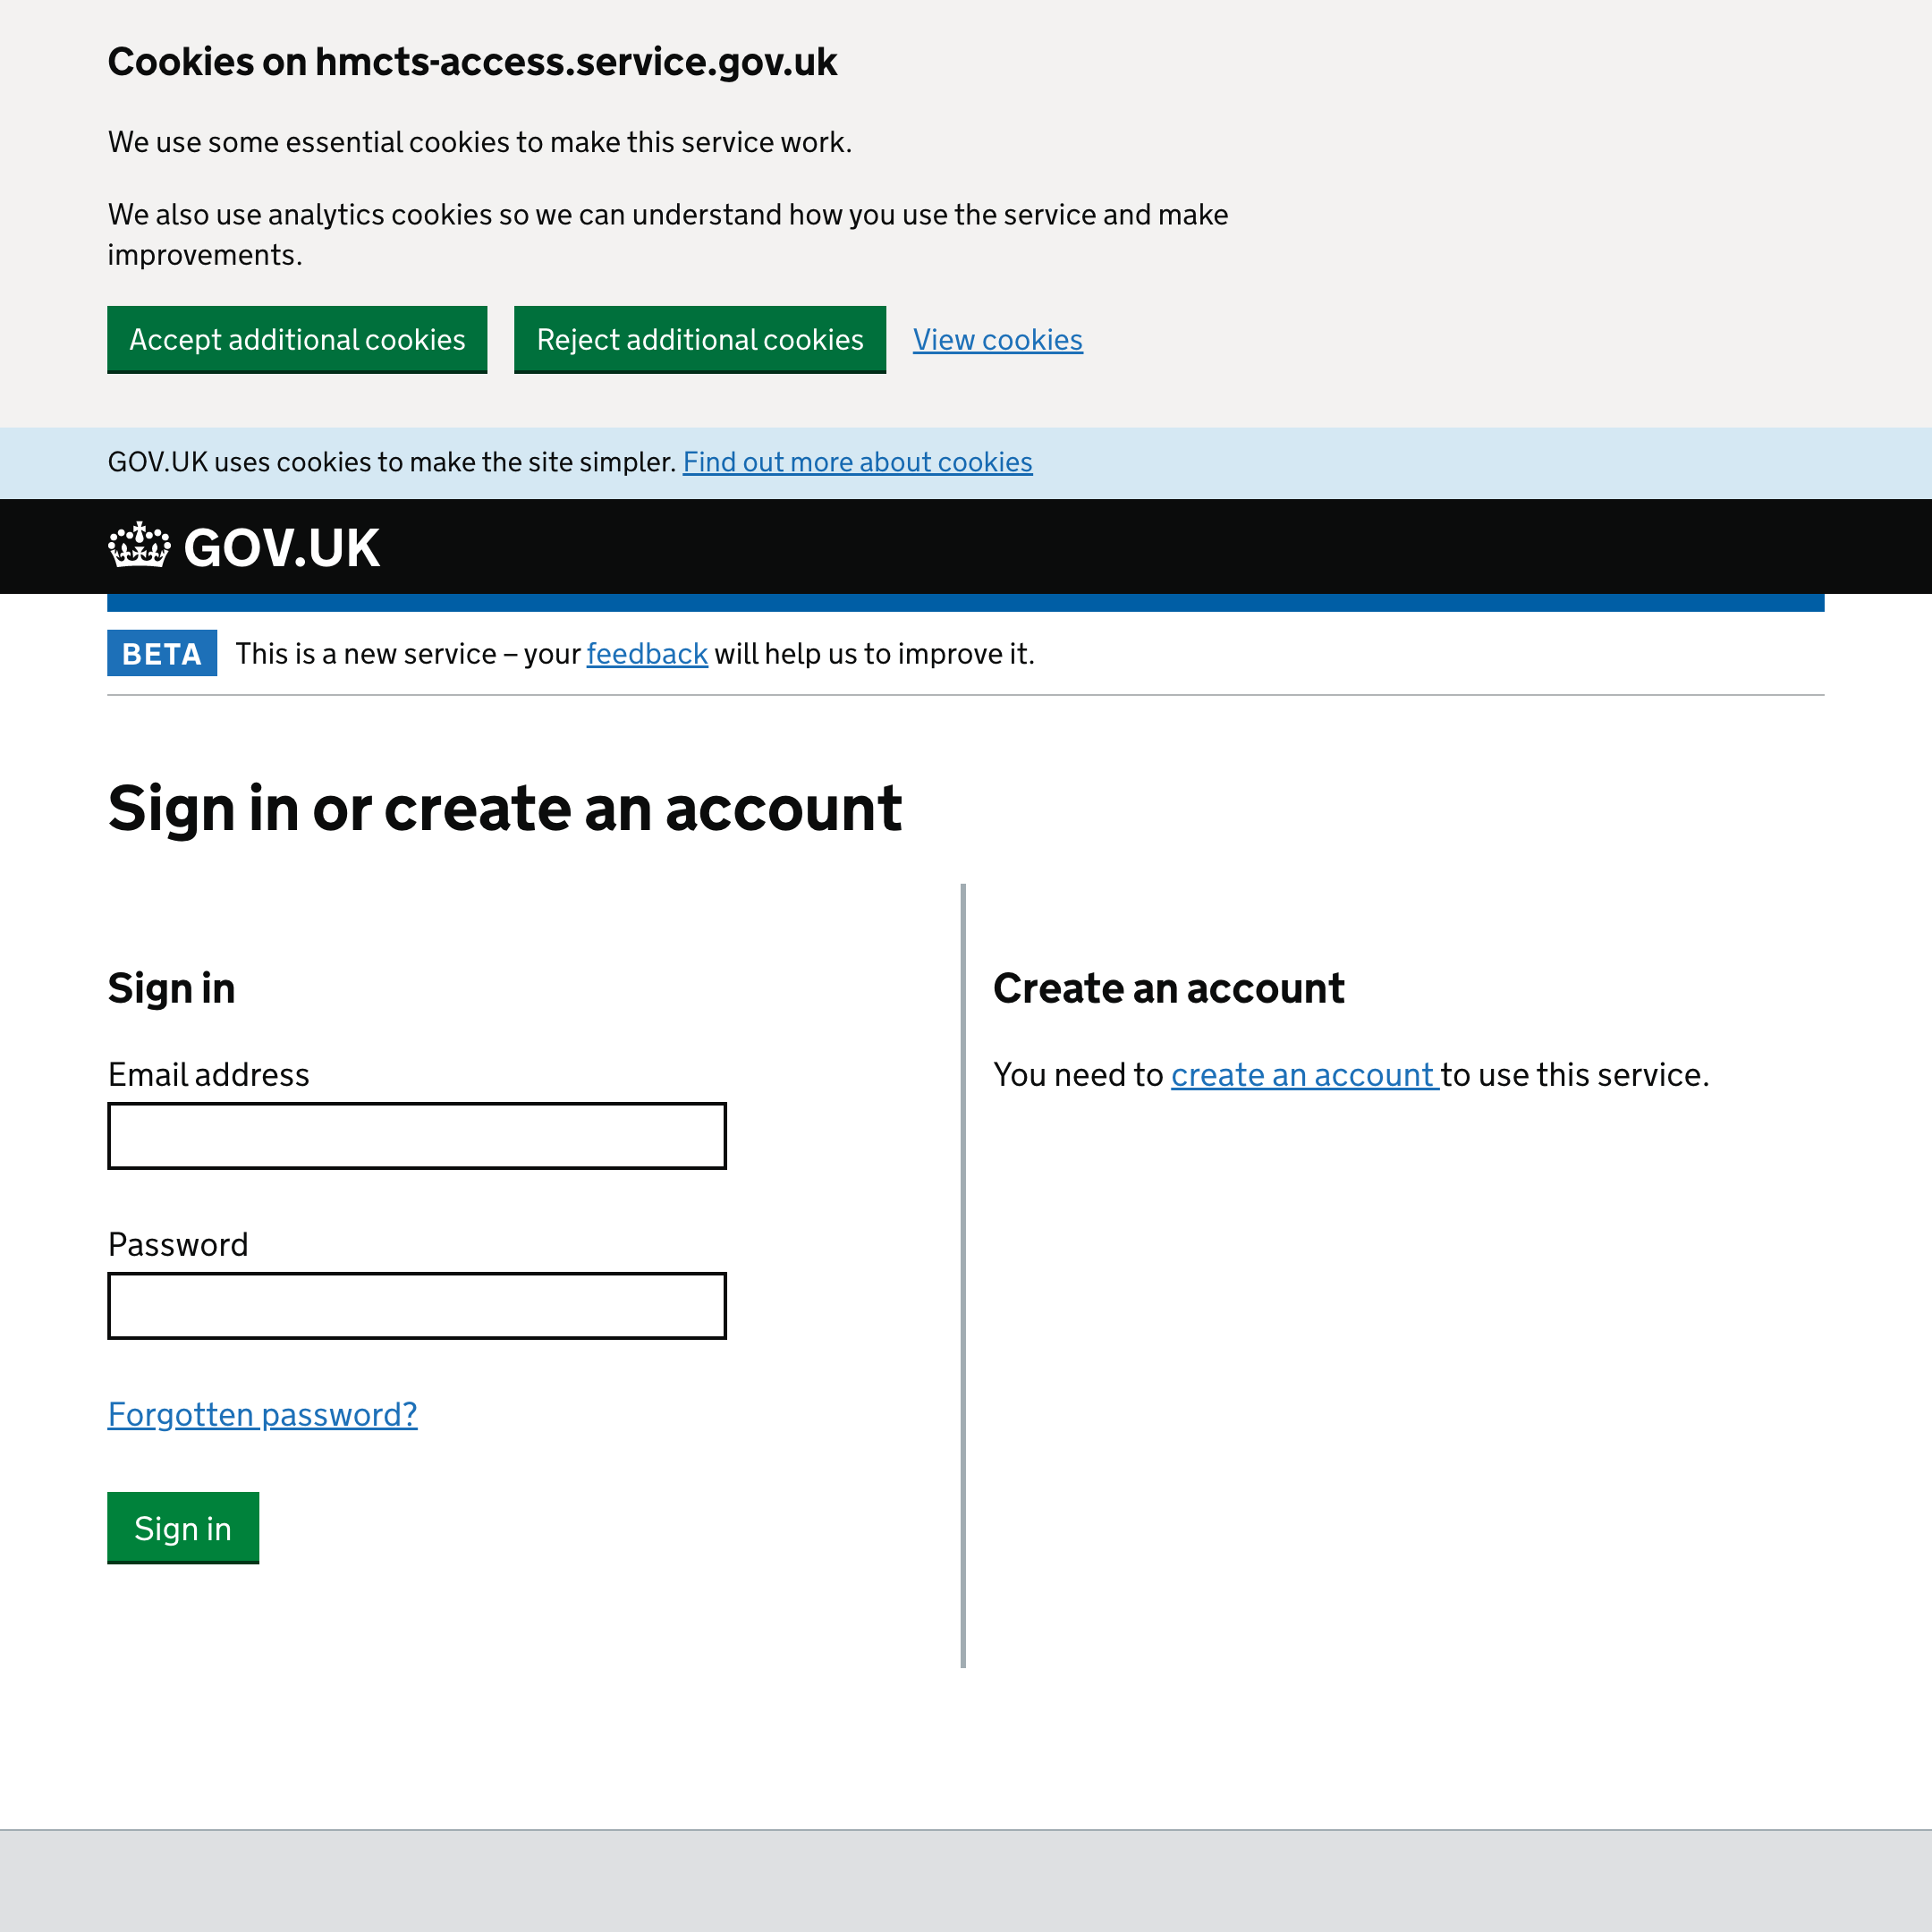 Cookies on hmcts-access.service.gov.uk
We use some essential cookies to make this service work.
We also use analytics cookies so we can understand how you use the service and make
improvements.
Accept additional cookies
Reject additional cookies
View cookies
GOV.UK uses cookies to make the site simpler. Find out more about cookies
GOV.UK
BETA
This is a new service – your feedback will help us to improve it.
Sign in or create an account
Sign in
Email address
Password
Forgotten password?
Sign in
Create an account
You need to create an account to use this service.